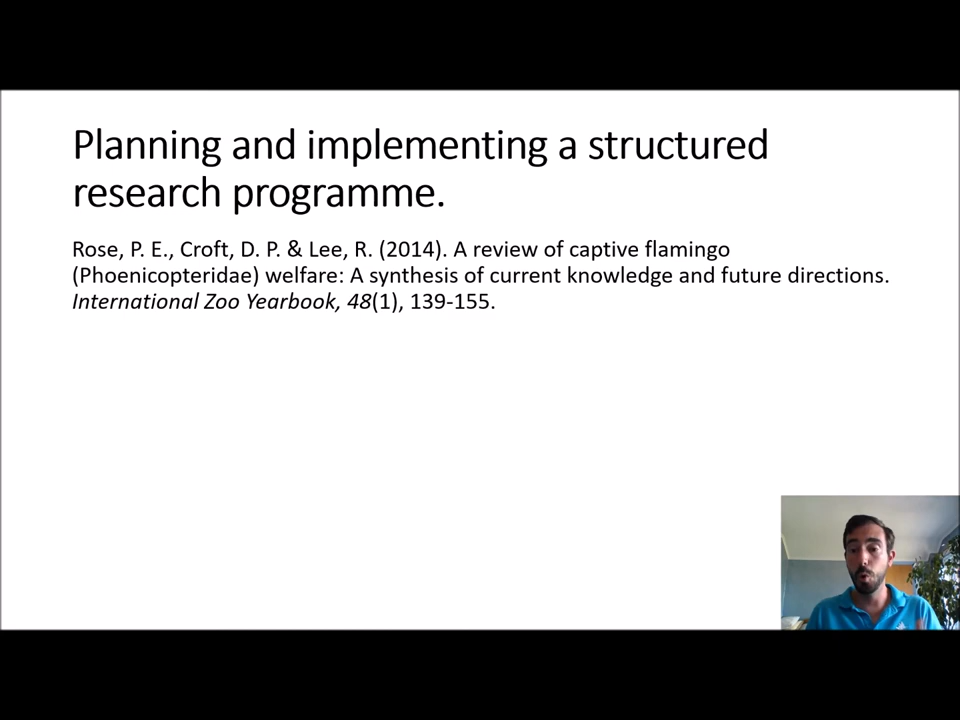 Planning and implementing a structured
research programme.
Rose, P. E., Croft, D. P. & Lee, R. (2014). A review of captive flamingo
(Phoenicopteridae) welfare: A synthesis of current knowledge and future directions.
International Zoo Yearbook, 48(1), 139-155.